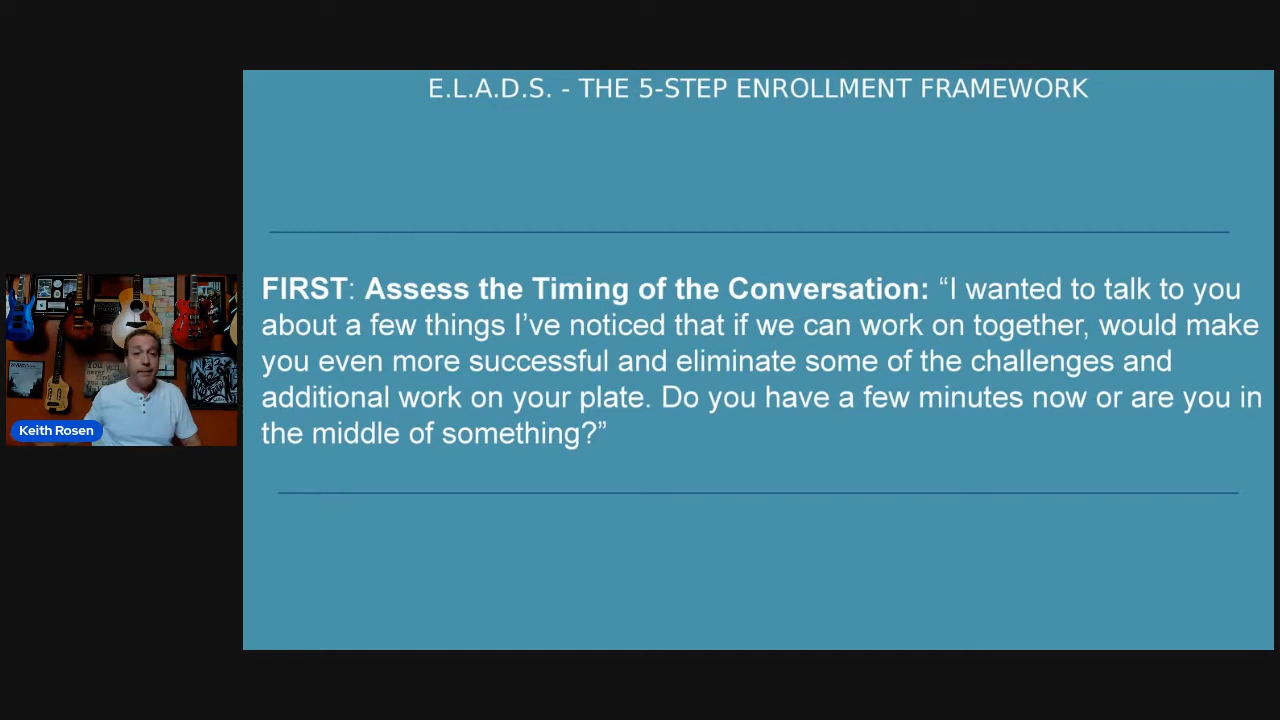 E.L.A.D.S. - THE 5-STEP ENROLLMENT FRAMEWORK
FIRST: Assess the Timing of the Conversation: “I wanted to talk to you
about a few things I’ve noticed that if we can work on together, would make
you even more successful and eliminate some of the challenges and
additional work on your plate. Do you have a few minutes now or are you in
the middle of something?”
Keith Rosen